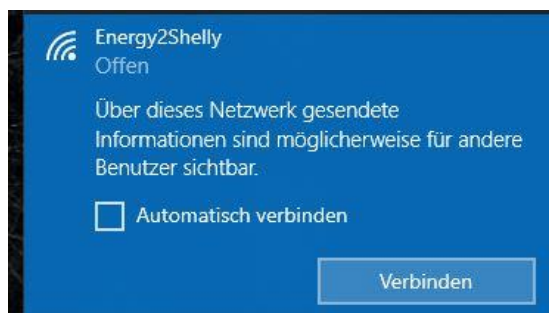 Energy2Shelly
Offen
Über dieses Netzwerk gesendete
Informationen sind möglicherweise für andere
Benutzer sichtbar.
Automatisch verbinden
Verbinden